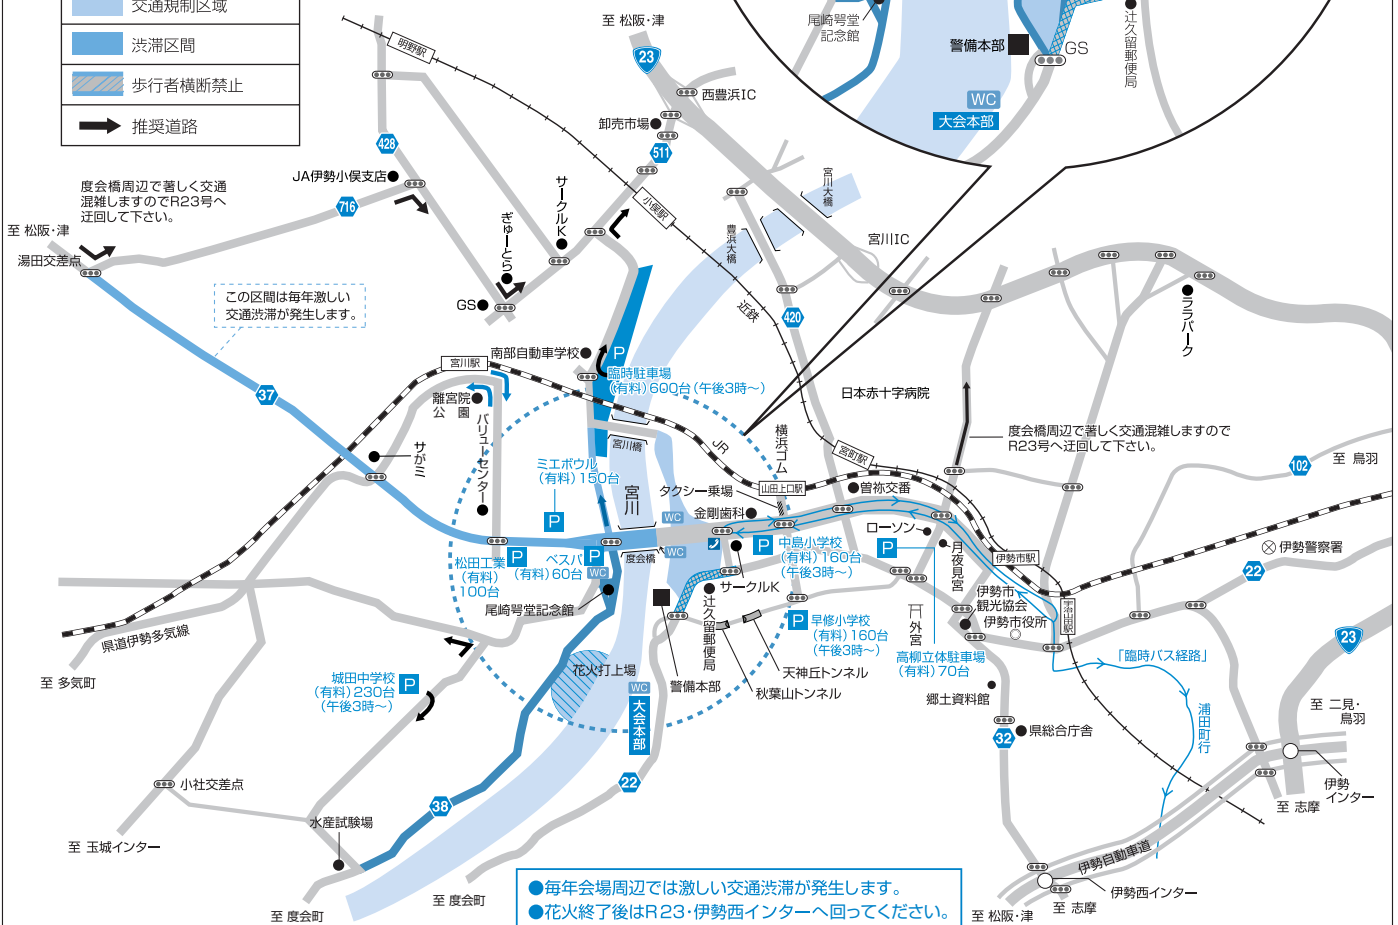 交通規制区域
渋滞区間
歩行者横断禁止
推奨道路
度会橋周辺で著しく交通
混雑しますのでR23号へ
迂回して下さい。
至 松阪・津
湯田交差点
明野駅
428
JA伊勢小俣支店
716
サークルK
ぎゅーとら
GS
この区間は毎年激しい
交通渋滞が発生します。
至 松阪・津
23
西豊浜IC
卸売市場
511
小俣駅
近鉄
尾崎咢堂
記念館
警備本部
GS
辻久留郵便局
WC
大会本部
宮川大橋
豊浜大橋
宮川IC
420
ララパーク
南部自動車学校
P
臨時駐車場
(有料)600台(午後3時〜)
宮川駅
離宮院
公園
バリューセンター
サガミ
37
宮川橋
JR
横浜ゴム
日本赤十字病院
宮町駅
度会橋周辺で著しく交通混雑しますので
R23号へ迂回して下さい。
102
至 鳥羽
ミエボウル
(有料)150台
P
宮川
タクシー乗場
山田上口駅
曽祢交番
金剛歯科
WC
ローソン
月夜見宮
伊勢市駅
伊勢警察署
22
P
松田工業
(有料)
100台
ベスパ
(有料)60台
P
WC
度会橋
WC
P
中島小学校
(有料)160台
(午後3時〜)
P
サークルK
尾崎咢堂記念館
辻久留郵便局
P
早修小学校
(有料)160台
(午後3時〜)
外宮
伊勢市
観光協会
伊勢市役所
宇治山田駅
高柳立体駐車場
(有料)70台
県道伊勢多気線
至 多気町
城田中学校
(有料)230台
(午後3時〜)
P
花火打上場
WC
大会本部
警備本部
天神丘トンネル
秋葉山トンネル
郷土資料館
「臨時バス経路」
浦田町行
23
至 二見・
鳥羽
32
県総合庁舎
小社交差点
22
38
水産試験場
至 玉城インター
至 度会町
至 度会町
伊勢
インター
至 志摩
伊勢自動車道
伊勢西インター
至 志摩
至 松阪・津
●毎年会場周辺では激しい交通渋滞が発生します。
●花火終了後はR23・伊勢西インターへ回ってください。